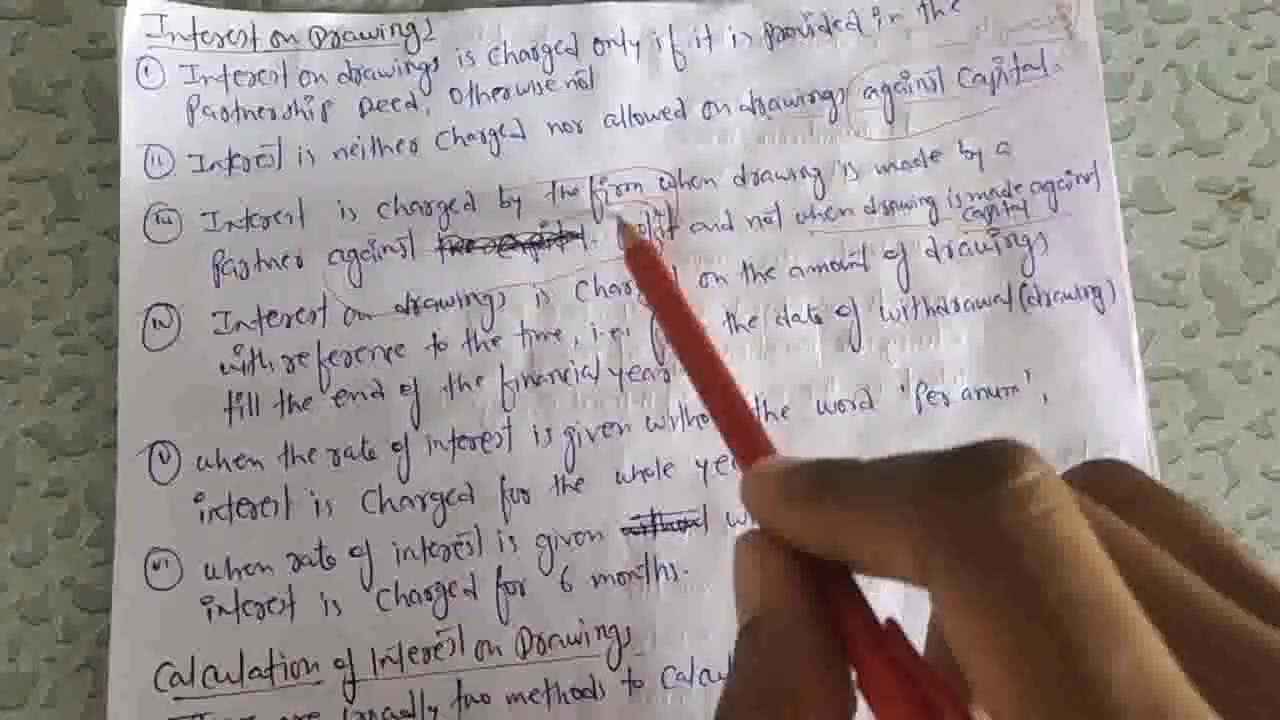 Interest on Drawings
(i) Interest on drawings is charged only if it is provided in the
Partnership Deed, otherwise not
(ii) Interest is neither charged nor allowed on drawings against Capital.
(iii) Interest is charged by the firm when drawing is made by a
Partner against and not when drawing is made against
Capital
(iv) Interest on drawings is on the amount of drawings
with reference to the time, i.e. the date of withdrawal (drawing)
till the end of the financial year
(v) when the rate of interest is given the word 'Per anum',
interest is charged for the whole
(vi) when rate of interest is given
interest is charged for 6 months.
Calculation of Interest on Drawings
two methods to